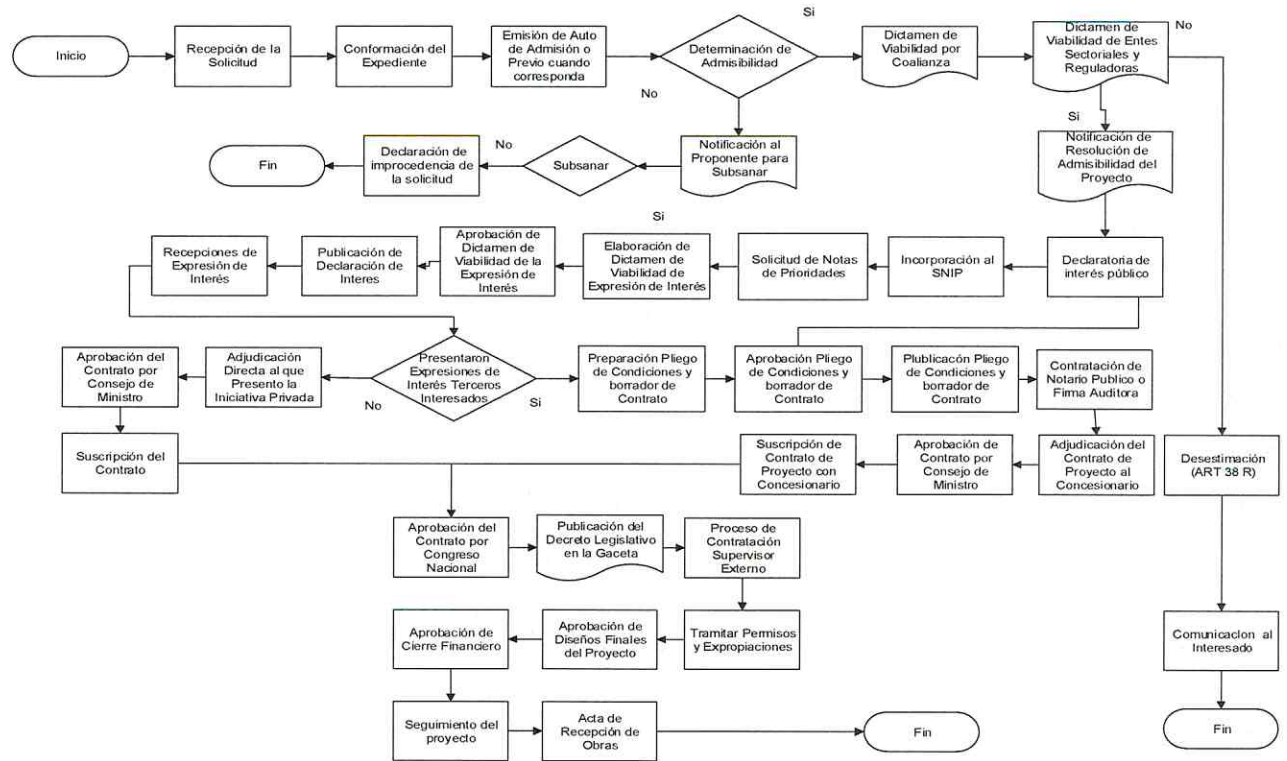 Inicio
Recepción de la
Solicitud
Conformación del
Expediente
Emisión de Auto
de Admisión o
Previo cuando
corresponda
Determinación de
Admisibilidad
Si
No
Dictamen de
Viabilidad por
Coalianza
Dictamen de
Viabilidad de Entes
Sectoriales y
Reguladoras
No
Si
Fin
Declaración de
improcedencia de
la solicitud
No
Subsanar
Si
Notificación al
Proponente para
Subsanar
Notificación de
Resolución de
Admisibilidad del
Proyecto
Recepciones de
Expresión de
Interés
Publicación de
Declaración de
Interes
Aprobación de
Dictamen de
Viabilidad de la
Expresión de
Interés
Elaboración de
Dictamen de
Viabilidad de
Expresión de Interés
Solicitud de Notas
de Prioridades
Incorporación al
SNIP
Declaratoria de
interés público
Aprobación del
Contrato por
Consejo de
Ministro
Adjudicación
Directa al que
Presento la
Iniciativa Privada
Presentaron
Expresiones de
Interés Terceros
Interesados
No
Si
Preparación Pliego
de Condiciones y
borrador de
Contrato
Aprobación Pliego
de Condiciones y
borrador de
Contrato
Plublicacón Pliego
de Condiciones y
borrador de
Contrato
Contratación de
Notario Publico o
Firma Auditora
Suscripción del
Contrato
Suscripción de
Contrato de
Proyecto con
Concesionario
Aprobación de
Contrato por
Consejo de
Ministro
Adjudicación del
Contrato de
Proyecto al
Concesionario
Desestimación
(ART 38 R)
Aprobación del
Contrato por
Congreso
Nacional
Publicación del
Decreto Legislativo
en la Gaceta
Proceso de
Contratación
Supervisor
Externo
Aprobación de
Cierre Financiero
Aprobación de
Diseños Finales
del Proyecto
Tramitar Permisos
y Expropiaciones
Comunicacion al
Interesado
Seguimiento del
proyecto
Acta de
Recepción de
Obras
Fin
Fin